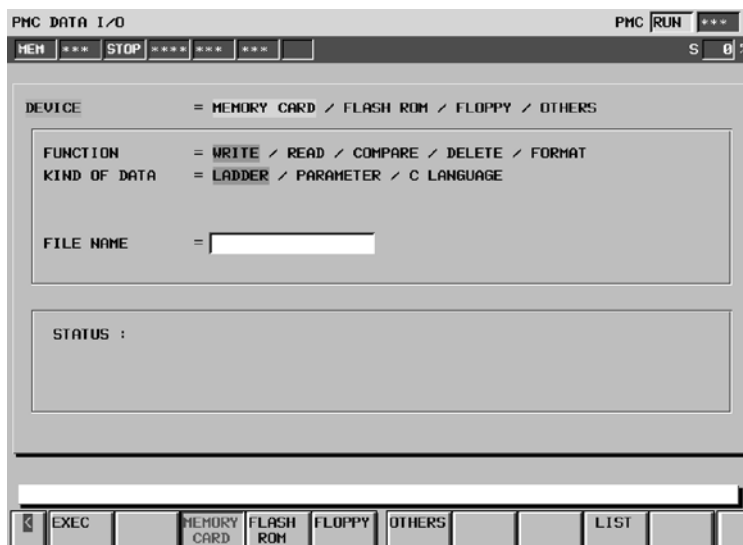 PMC DATA I/O PMC RUN ***
MEM *** STOP **** *** *** S 0
DEVICE = MEMORY CARD / FLASH ROM / FLOPPY / OTHERS
FUNCTION = WRITE / READ / COMPARE / DELETE / FORMAT
KIND OF DATA = LADDER / PARAMETER / C LANGUAGE
FILE NAME =
STATUS :
< EXEC MEMORY CARD FLASH ROM FLOPPY OTHERS LIST